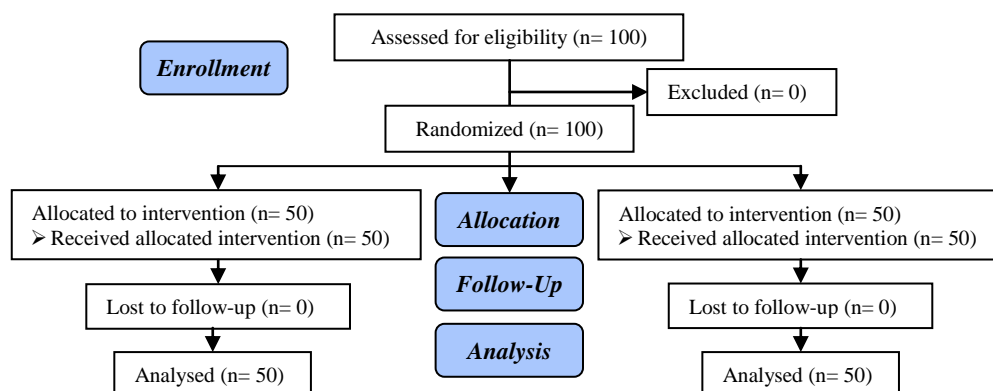 Assessed for eligibility (n= 100)
Enrollment
Excluded (n= 0)
Randomized (n= 100)
Allocated to intervention (n= 50)
➢ Received allocated intervention (n= 50)
Allocation
Allocated to intervention (n= 50)
➢ Received allocated intervention (n= 50)
Follow-Up
Lost to follow-up (n= 0)
Lost to follow-up (n= 0)
Analysis
Analysed (n= 50)
Analysed (n= 50)